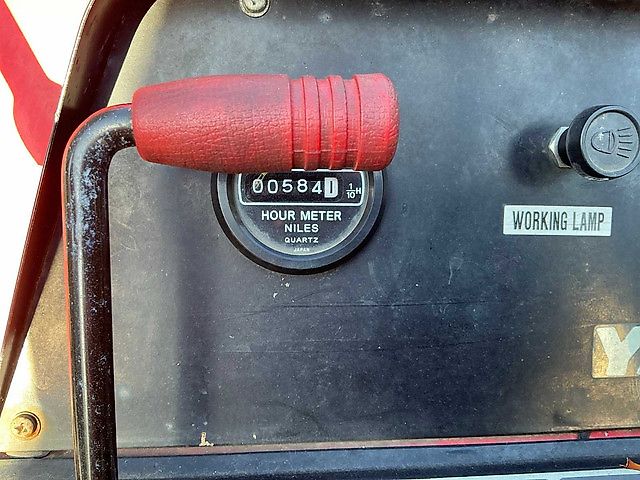 00584 1/10 H
HOUR METER
NILES
QUARTZ
JAPAN
WORKING LAMP
Y